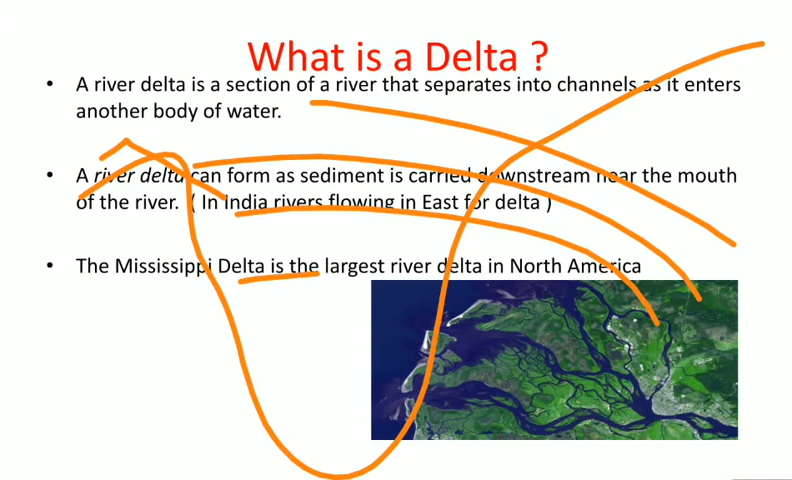 What is a Delta ?
• A river delta is a section of a river that separates into channels as it enters
another body of water.
• A river delta can form as sediment is carried downstream near the mouth
of the river. ( In India rivers flowing in East for delta )
• The Mississippi Delta is the largest river delta in North America